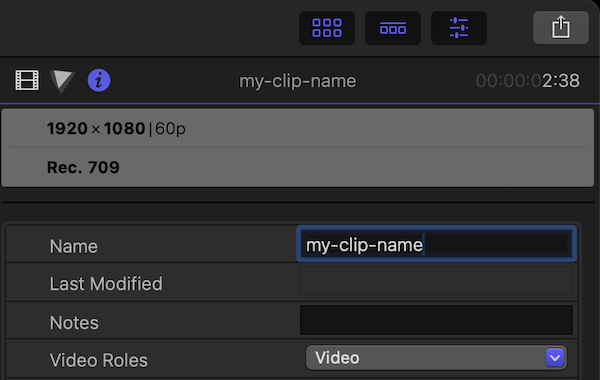 my-clip-name 00:00:02:38
1920 × 1080 | 60p
Rec. 709
Name my-clip-name
Last Modified
Notes
Video Roles Video